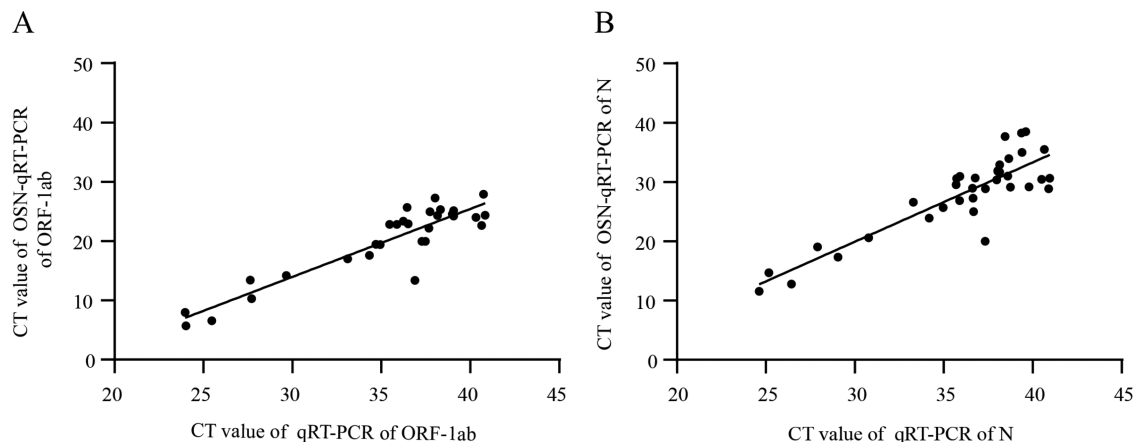 A
CT value of OSN-qRT-PCR
of ORF-1ab
50
40
30
20
10
0
20 25 30 35 40 45
CT value of qRT-PCR of ORF-1ab
B
CT value of OSN-qRT-PCR of N
50
40
30
20
10
0
20 25 30 35 40 45
CT value of qRT-PCR of N